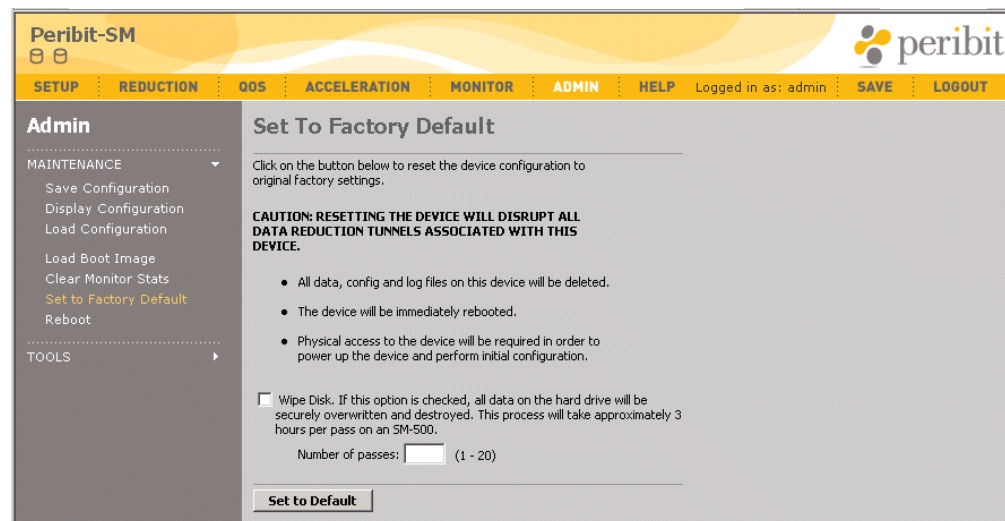 Peribit-SM
peribit
SETUP REDUCTION QOS ACCELERATION MONITOR ADMIN HELP Logged in as: admin SAVE LOGOUT
Admin
MAINTENANCE
Save Configuration
Display Configuration
Load Configuration
Load Boot Image
Clear Monitor Stats
Set to Factory Default
Reboot
TOOLS
Set To Factory Default
Click on the button below to reset the device configuration to
original factory settings.
CAUTION: RESETTING THE DEVICE WILL DISRUPT ALL
DATA REDUCTION TUNNELS ASSOCIATED WITH THIS
DEVICE.
• All data, config and log files on this device will be deleted.
• The device will be immediately rebooted.
• Physical access to the device will be required in order to
power up the device and perform initial configuration.
Wipe Disk. If this option is checked, all data on the hard drive will be
securely overwritten and destroyed. This process will take approximately 3
hours per pass on an SM-500.
Number of passes: (1 - 20)
Set to Default